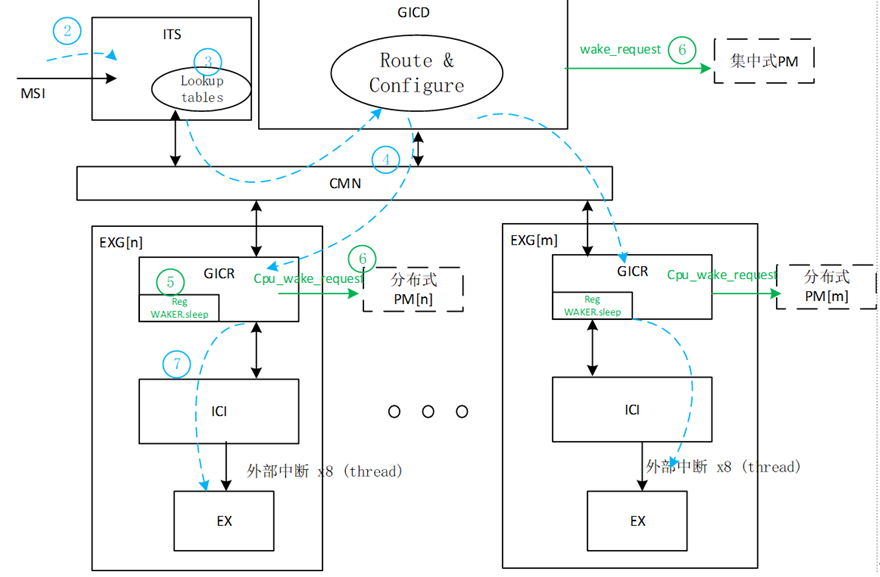 GICD
ITS
②
③
Lookup
tables
MSI
Route &
Configure
wake_request ⑥
集中式PM
④
CMN
EXG[n]
GICR
⑤
Reg
WAKER.sleep
Cpu_wake_request
⑥
分布式
PM[n]
⑦
ICI
外部中断 x8 (thread)
EX
EXG[m]
GICR
Reg
WAKER.sleep
Cpu_wake_request
分布式
PM[m]
ICI
外部中断 x8 (thread)
EX